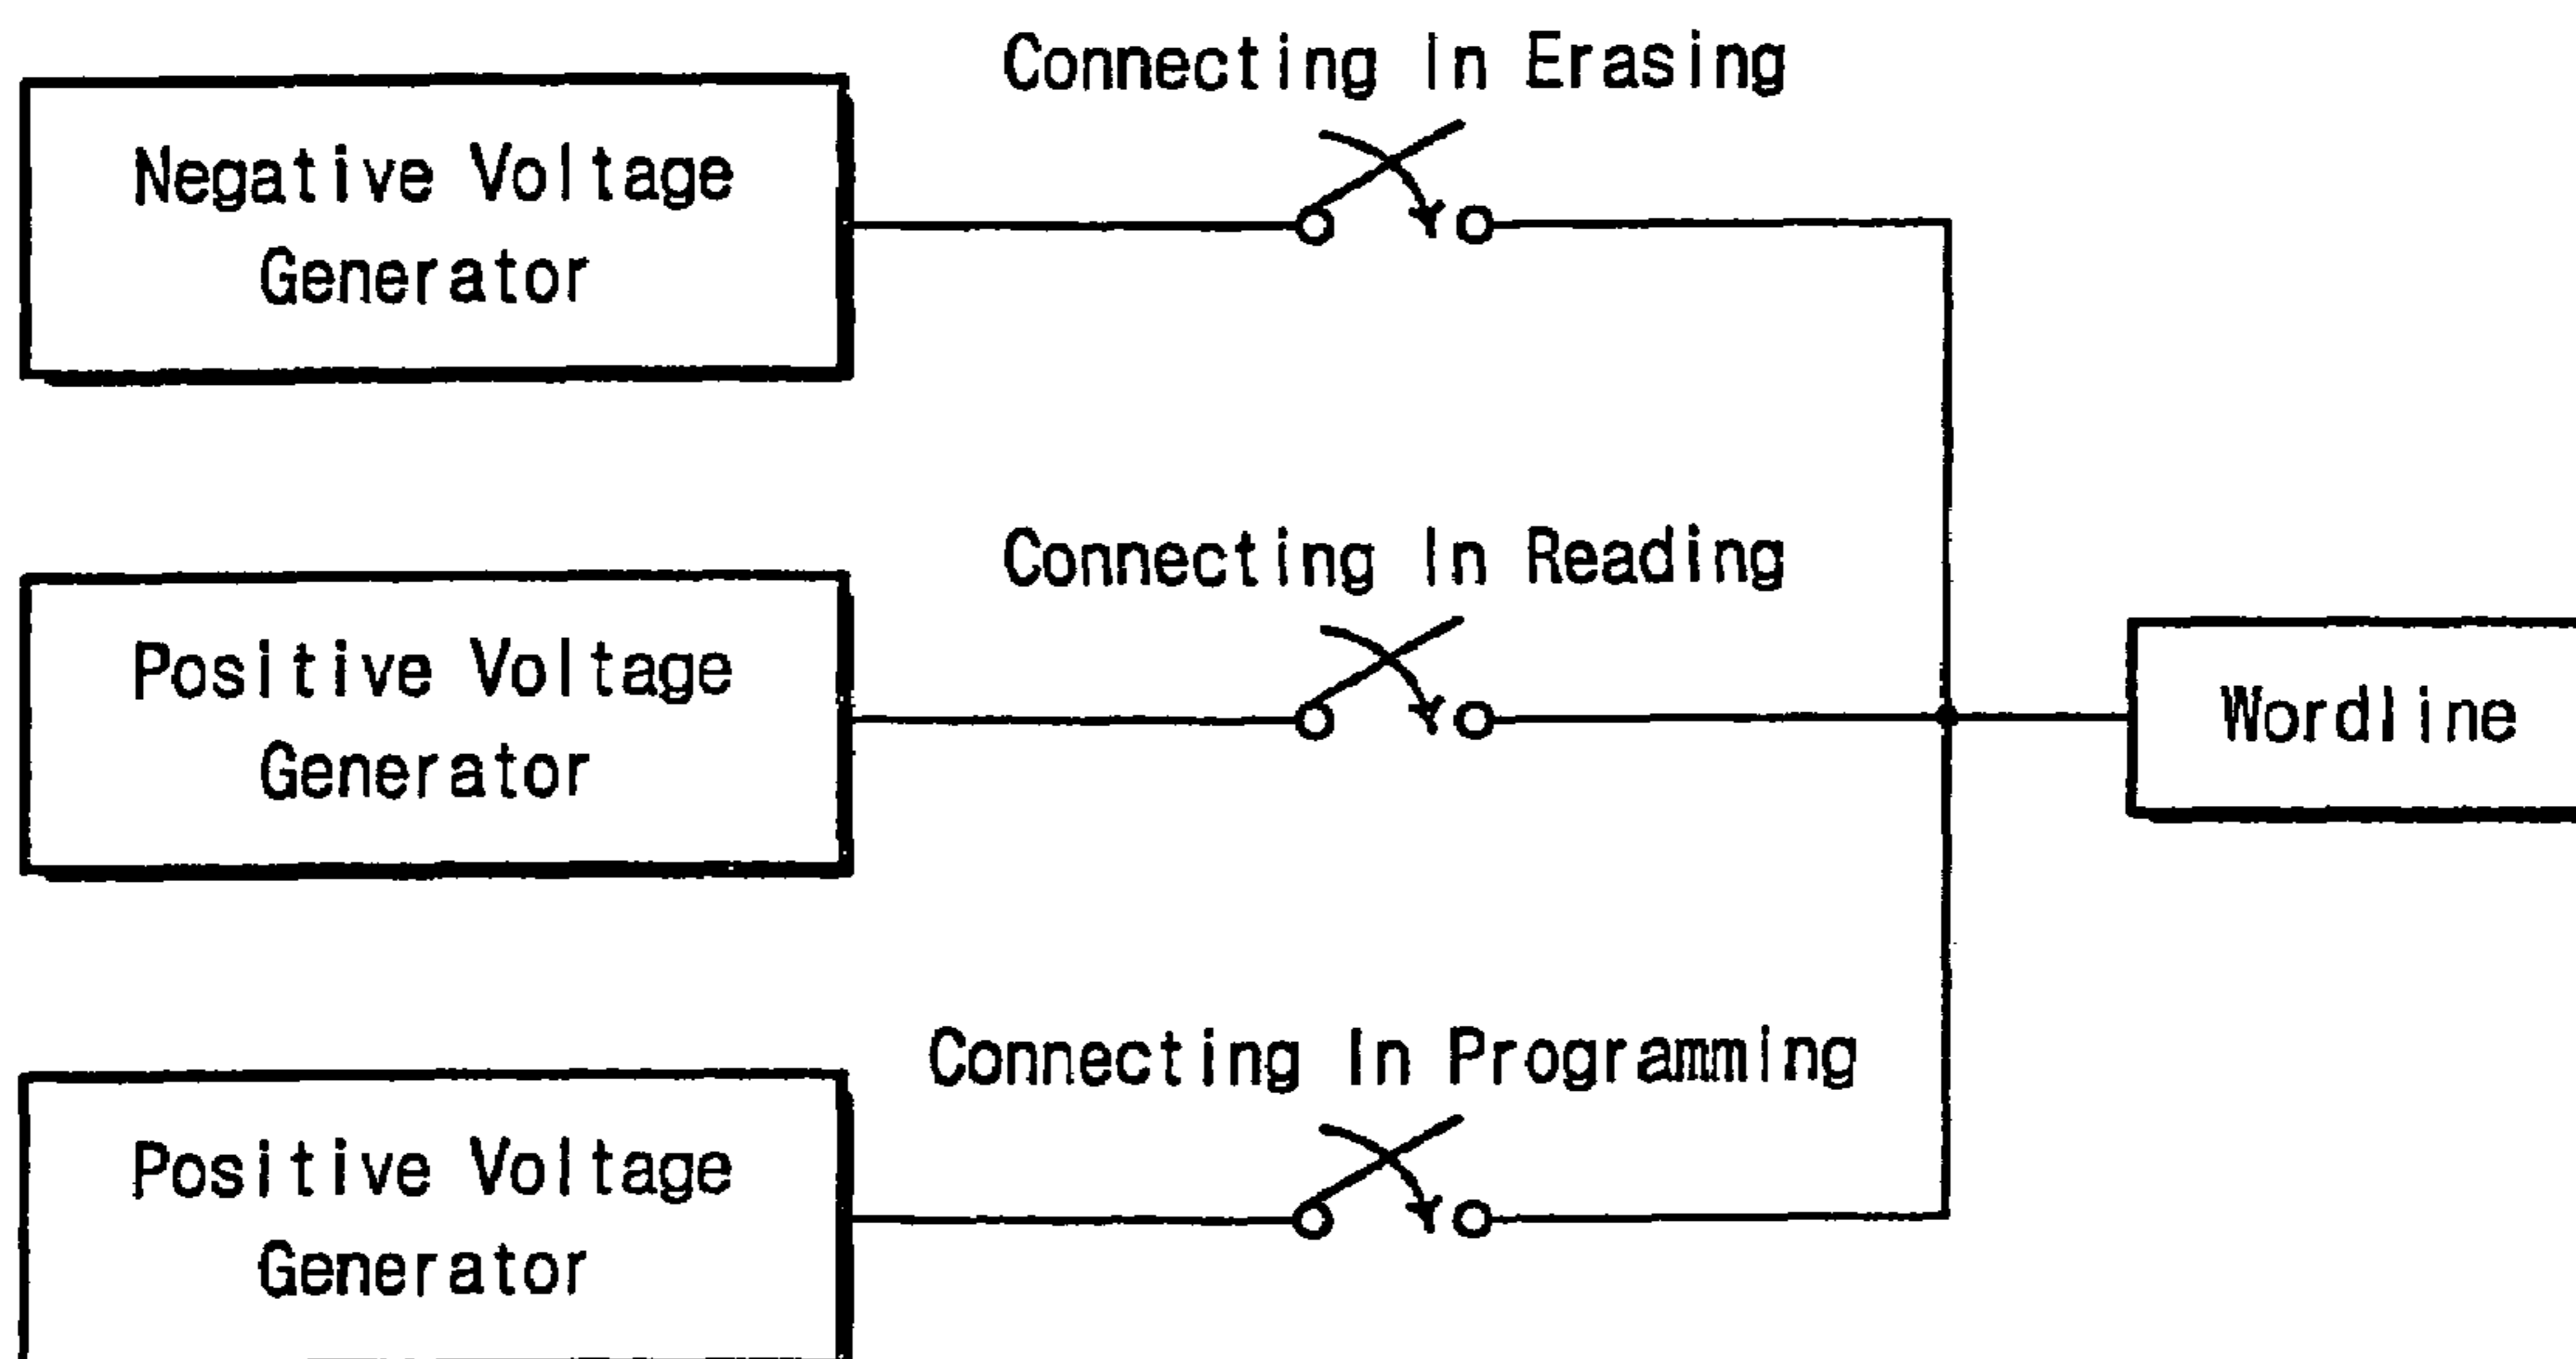 Connecting In Erasing
Negative Voltage
Generator
Connecting In Reading
Positive Voltage
Generator
Wordline
Connecting In Programming
Positive Voltage
Generator